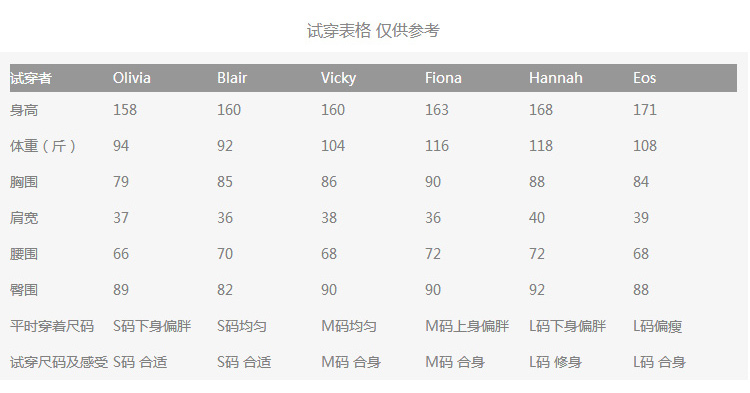 试穿表格 仅供参考
试穿者 Olivia Blair Vicky Fiona Hannah Eos
身高 158 160 160 163 168 171
体重（斤） 94 92 104 116 118 108
胸围 79 85 86 90 88 84
肩宽 37 36 38 36 40 39
腰围 66 70 68 72 72 68
臀围 89 82 90 90 92 88
平时穿着尺码 S码下身偏胖 S码均匀 M码均匀 M码上身偏胖 L码下身偏胖 L码偏瘦
试穿尺码及感受 S码 合适 S码 合适 M码 合身 M码 合身 L码 修身 L码 合身